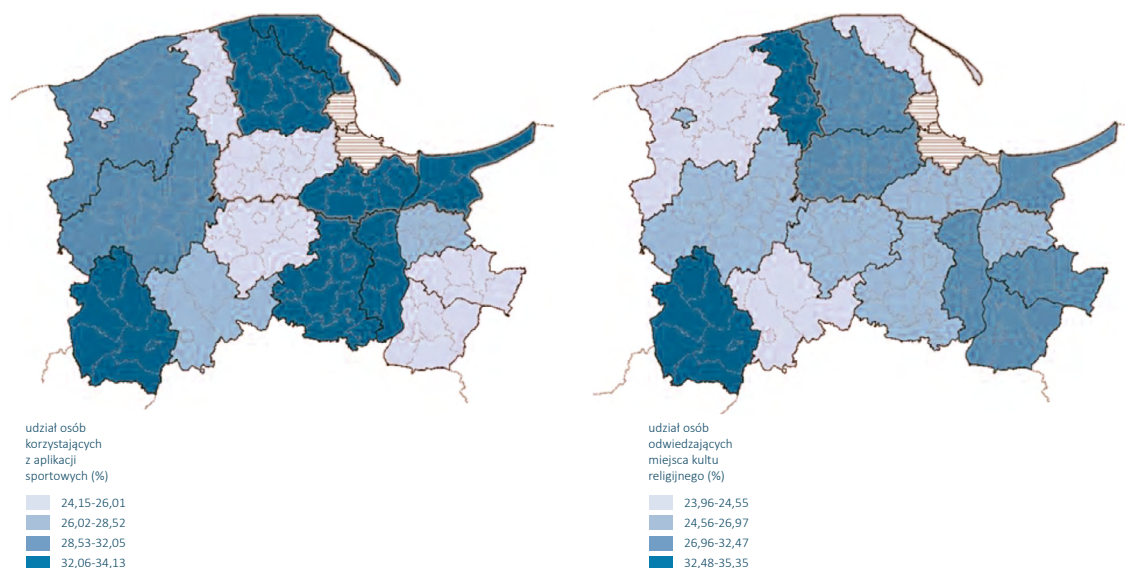 udział osób
korzystających
z aplikacji
sportowych (%)
24,15-26,01
26,02-28,52
28,53-32,05
32,06-34,13
udział osób
odwiedzających
miejsca kultu
religijnego (%)
23,96-24,55
24,56-26,97
26,96-32,47
32,48-35,35